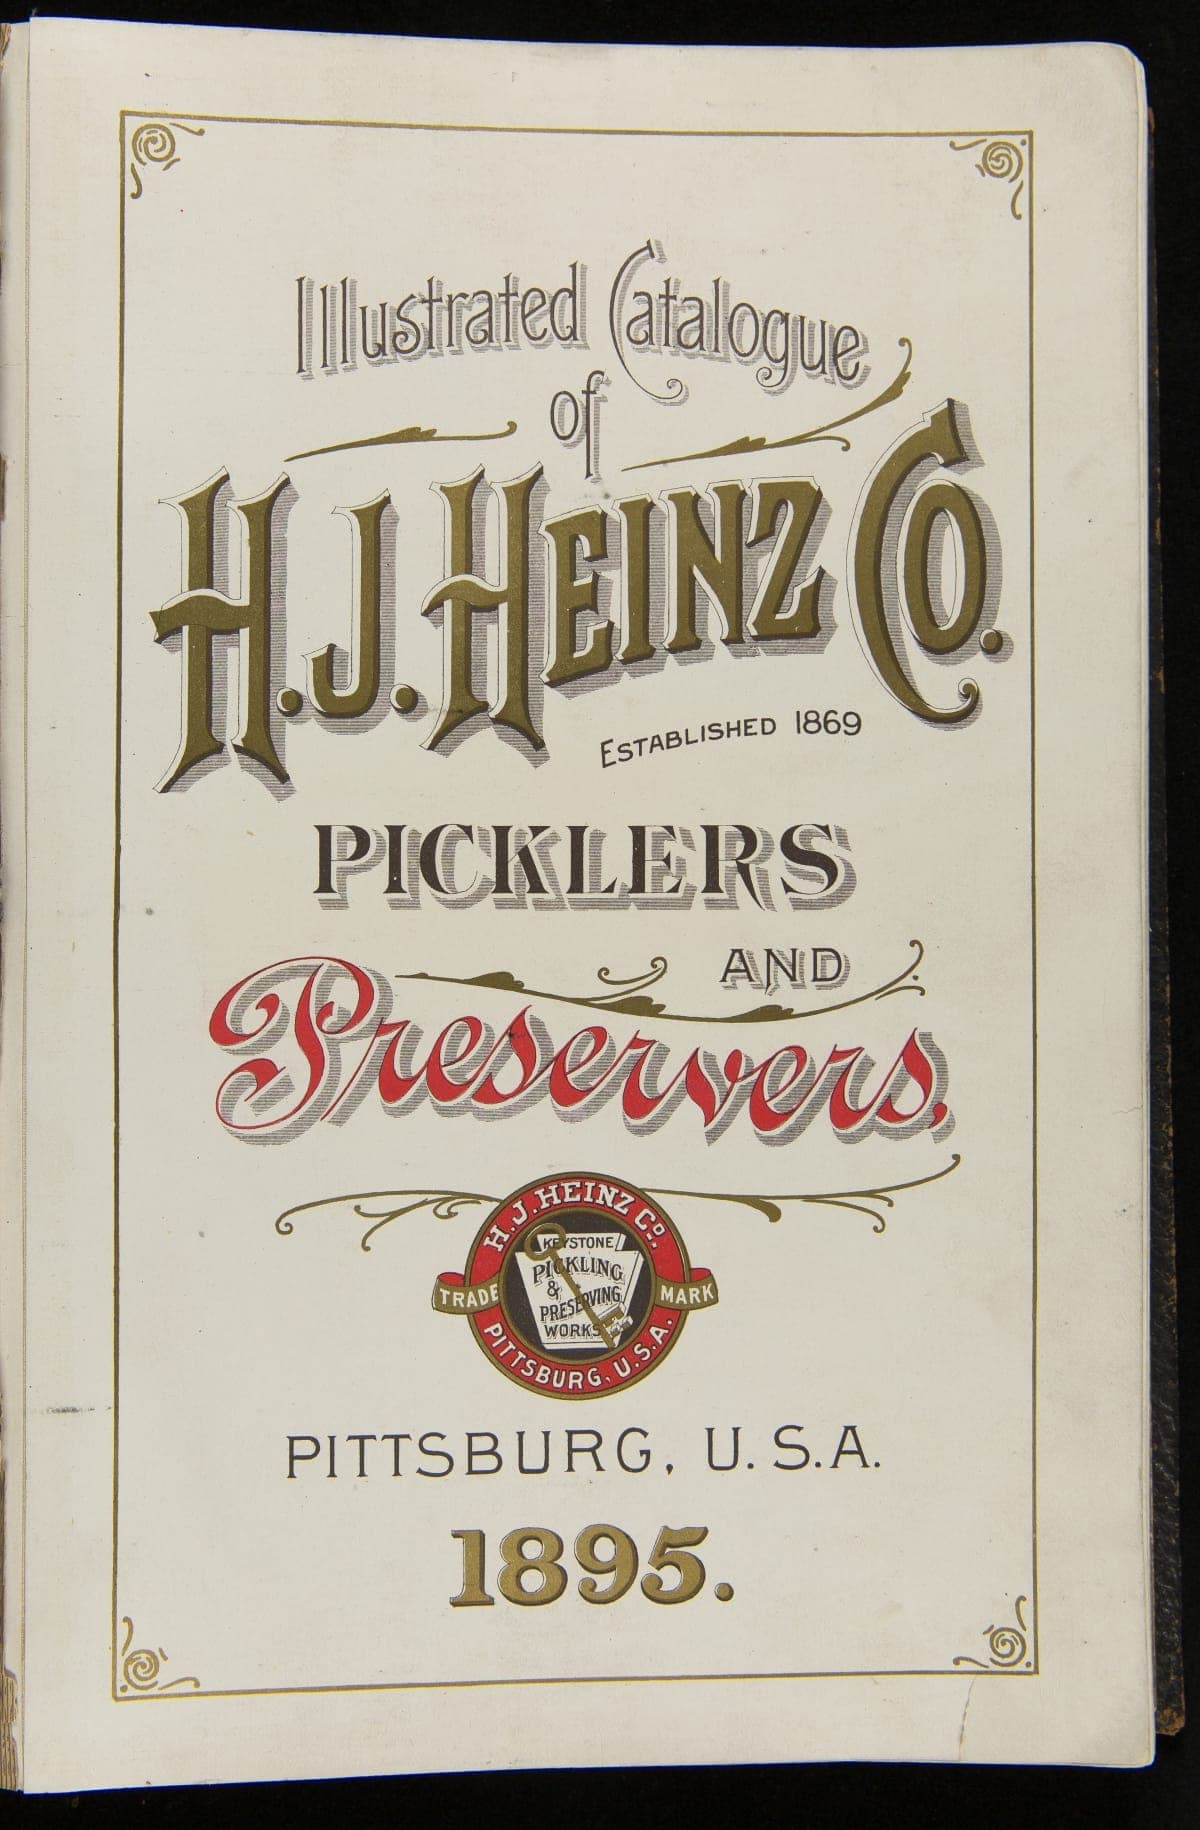 Illustrated Catalogue
of
H. J. HEINZ CO.
ESTABLISHED 1869
PICKLERS
AND
Preservers,
H. J. HEINZ Co.
KEYSTONE
PICKLING
&
PRESERVING
WORKS
TRADE MARK
PITTSBURG, U.S.A.
PITTSBURG, U.S.A.
1895.